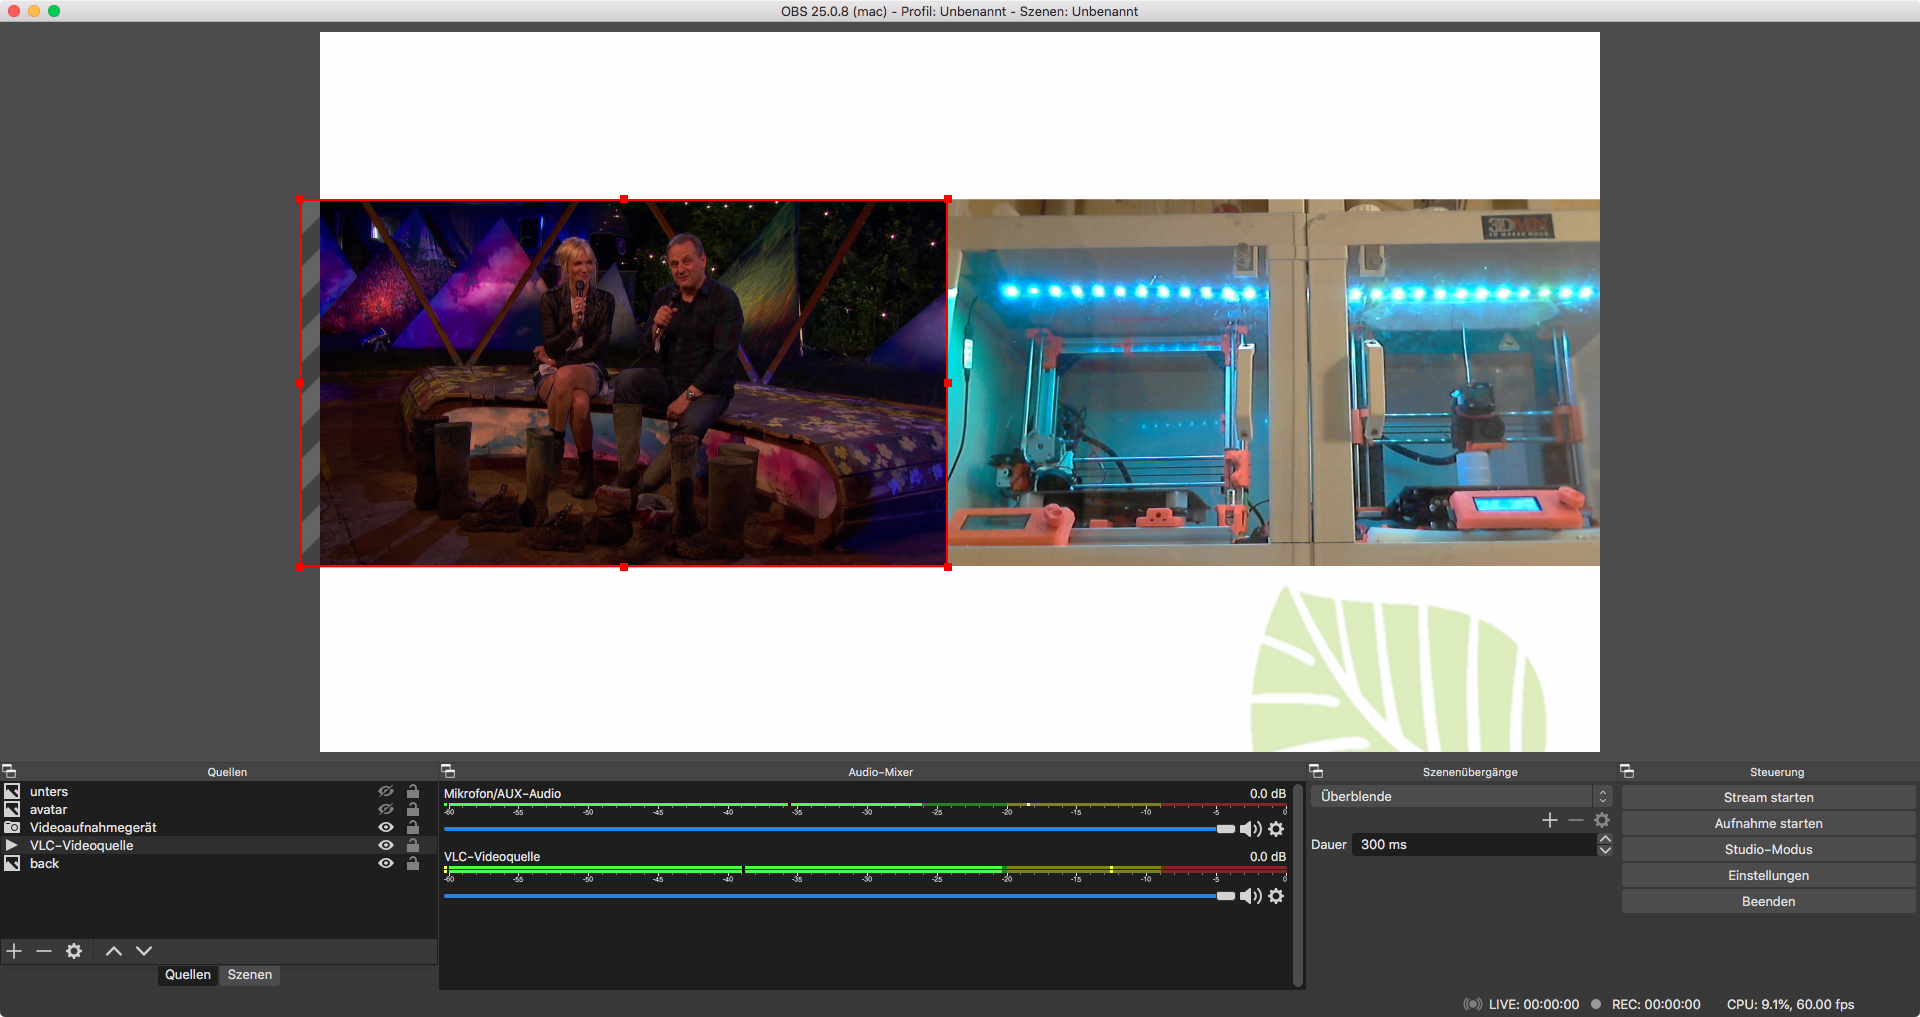 OBS 25.0.8 (mac) - Profil: Unbenannt - Szenen: Unbenannt
Quellen
unters
avatar
Videoaufnahmegerät
VLC-Videoquelle
back
Quellen
Szenen
Audio-Mixer
Mikrofon/AUX-Audio
0.0 dB
-60 -55 -50 -45 -40 -35 -30 -25 -20 -15 -10 -5 0
VLC-Videoquelle
0.0 dB
-60 -55 -50 -45 -40 -35 -30 -25 -20 -15 -10 -5 0
Szenenübergänge
Überblende
Dauer
300 ms
Steuerung
Stream starten
Aufnahme starten
Studio-Modus
Einstellungen
Beenden
LIVE: 00:00:00
REC: 00:00:00
CPU: 9.1%, 60.00 fps